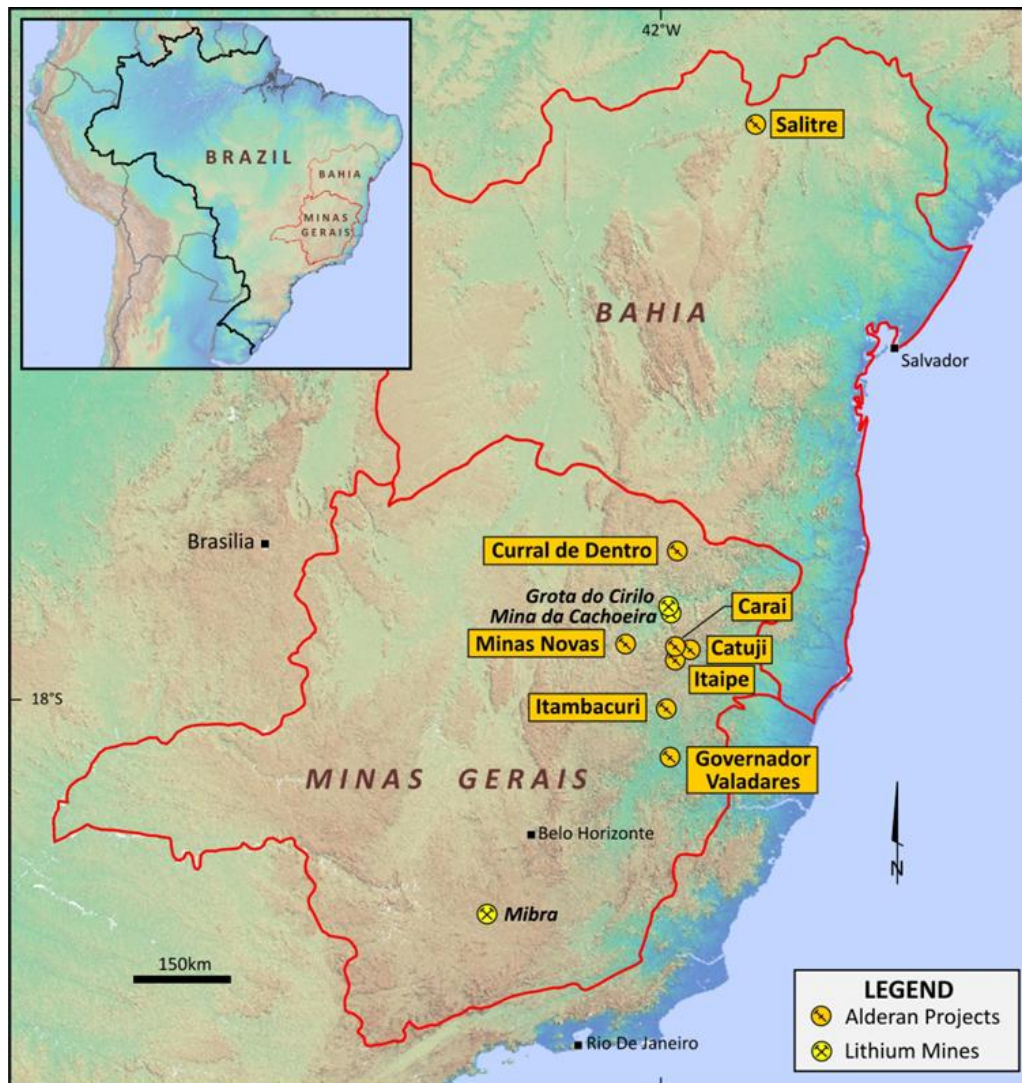 42°W
BRAZIL
BAHIA
MINAS
GERAIS
Salitre
BAHIA
Salvador
Brasilia
Curral de Dentro
Grota do Cirilo
Mina da Cachoeira
Carai
Minas Novas
Catuji
Itaipe
18°S
Itambacuri
Governador
Valadares
MINAS GERAIS
Belo Horizonte
N
Mibra
150km
Rio De Janeiro
LEGEND
Alderan Projects
Lithium Mines